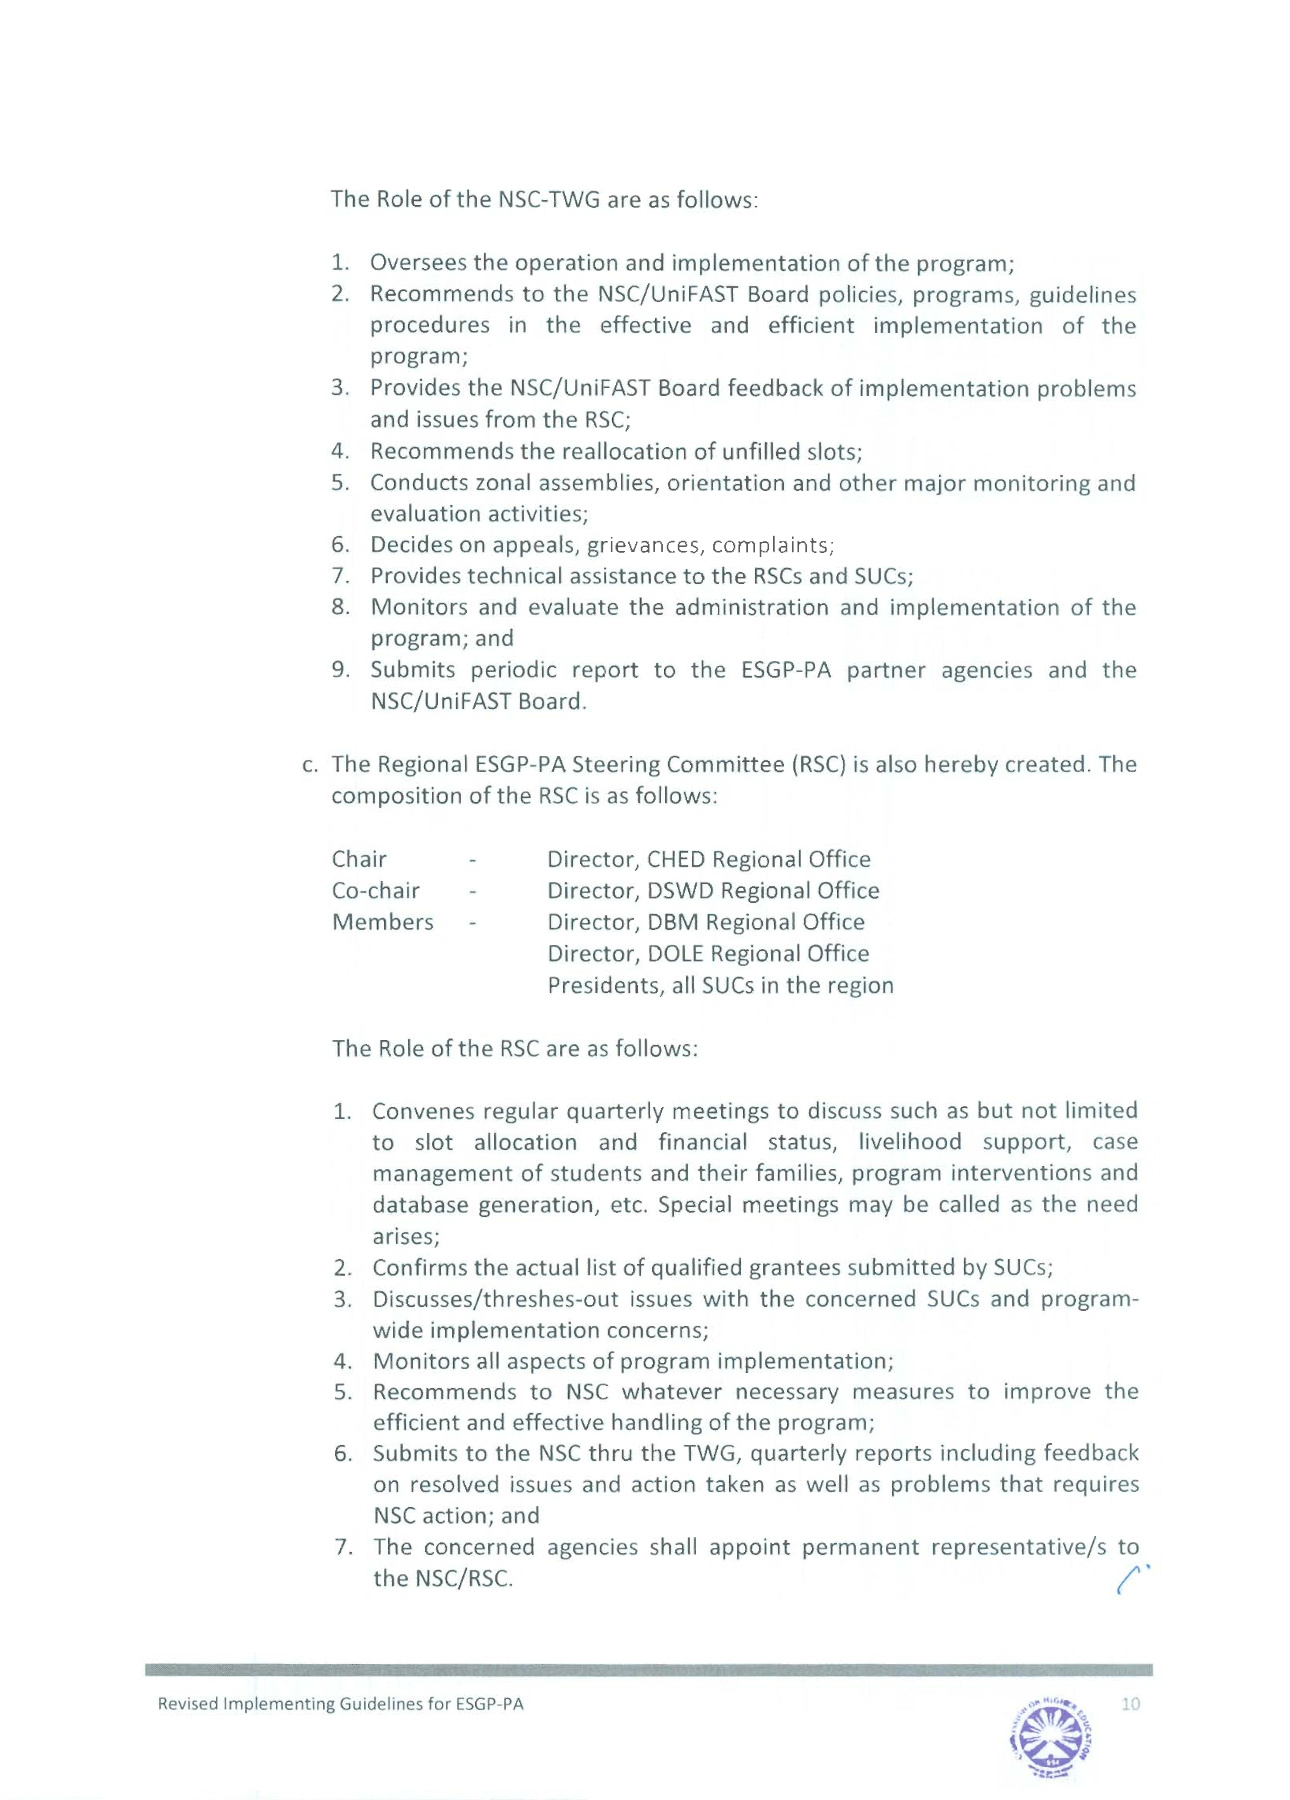 The Role of the NSC-TWG are as follows:
1. Oversees the operation and implementation of the program;
2. Recommends to the NSC/UniFAST Board policies, programs, guidelines
procedures in the effective and efficient implementation of the
program;
3. Provides the NSC/UniFAST Board feedback of implementation problems
and issues from the RSC;
4. Recommends the reallocation of unfilled slots;
5. Conducts zonal assemblies, orientation and other major monitoring and
evaluation activities;
6. Decides on appeals, grievances, complaints;
7. Provides technical assistance to the RSCs and SUCs;
8. Monitors and evaluate the administration and implementation of the
program; and
9. Submits periodic report to the ESGP-PA partner agencies and the
NSC/UniFAST Board.
c. The Regional ESGP-PA Steering Committee (RSC) is also hereby created. The
composition of the RSC is as follows:
Chair - Director, CHED Regional Office
Co-chair - Director, DSWD Regional Office
Members - Director, DBM Regional Office
Director, DOLE Regional Office
Presidents, all SUCs in the region
The Role of the RSC are as follows:
1. Convenes regular quarterly meetings to discuss such as but not limited
to slot allocation and financial status, livelihood support, case
management of students and their families, program interventions and
database generation, etc. Special meetings may be called as the need
arises;
2. Confirms the actual list of qualified grantees submitted by SUCs;
3. Discusses/threshes-out issues with the concerned SUCs and program-
wide implementation concerns;
4. Monitors all aspects of program implementation;
5. Recommends to NSC whatever necessary measures to improve the
efficient and effective handling of the program;
6. Submits to the NSC thru the TWG, quarterly reports including feedback
on resolved issues and action taken as well as problems that requires
NSC action; and
7. The concerned agencies shall appoint permanent representative/s to
the NSC/RSC.
Revised Implementing Guidelines for ESGP-PA
10
ON HIGHER EDUCATION